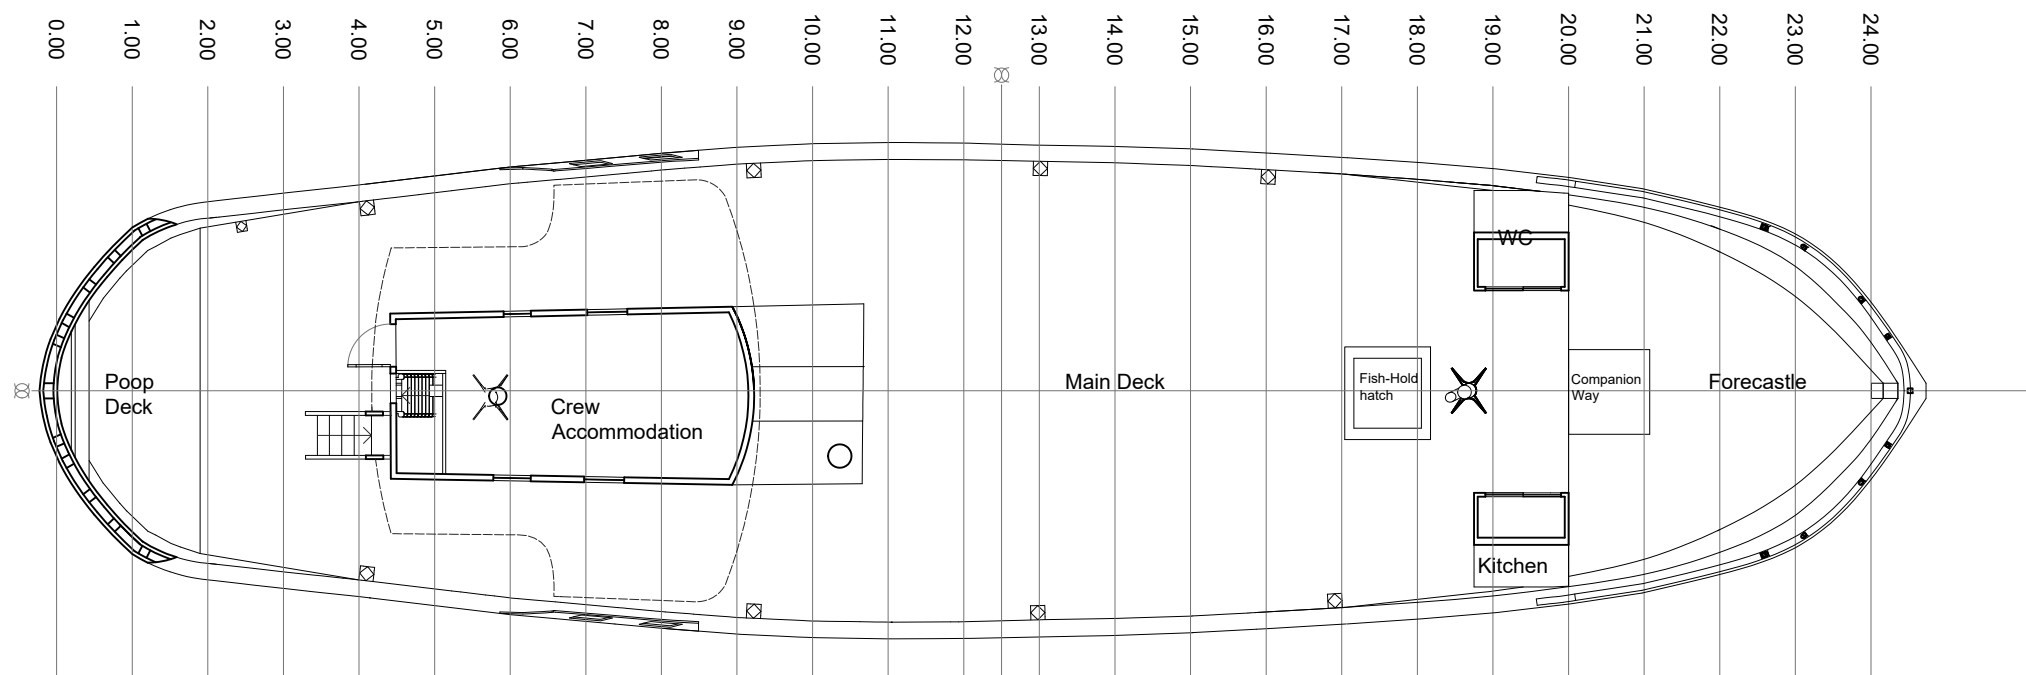 0.00
1.00
2.00
3.00
4.00
5.00
6.00
7.00
8.00
9.00
10.00
11.00
12.00
13.00
14.00
15.00
16.00
17.00
18.00
19.00
20.00
21.00
22.00
23.00
24.00
WC
Poop
Deck
Crew
Accommodation
Main Deck
Fish-Hold
hatch
Companion
Way
Forecastle
Kitchen